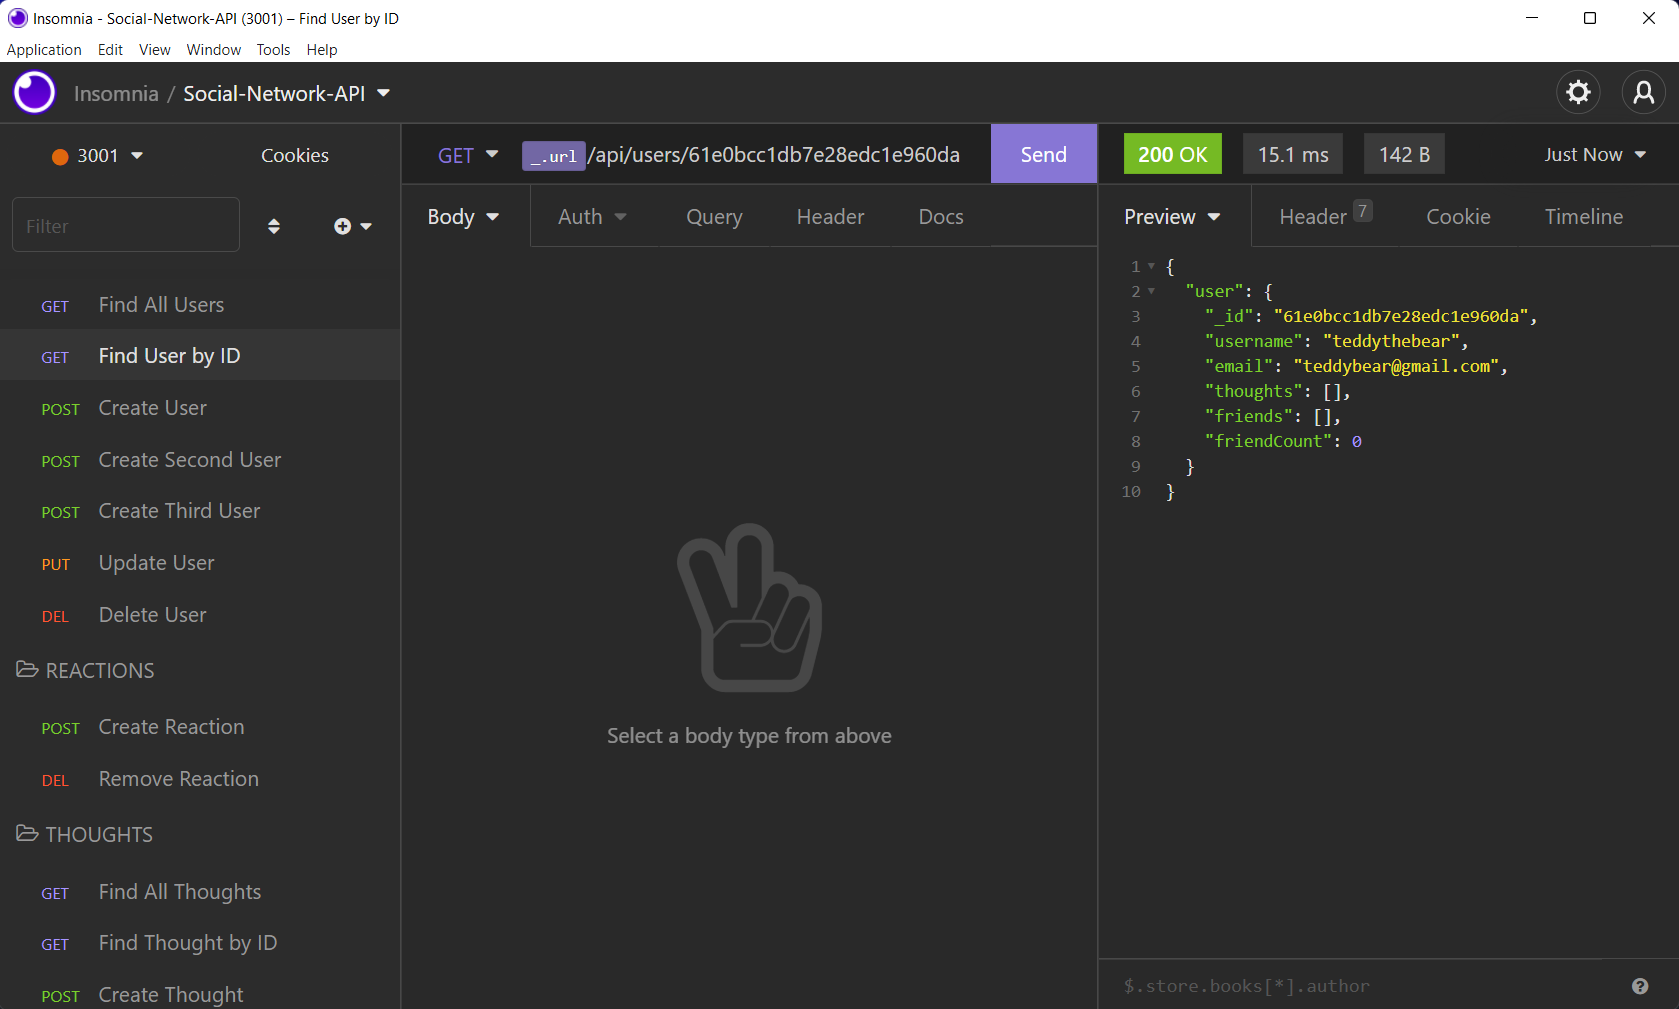 Insomnia - Social-Network-API (3001) – Find User by ID
Application Edit View Window Tools Help
Insomnia / Social-Network-API
3001 Cookies
Filter
GET Find All Users
GET Find User by ID
POST Create User
POST Create Second User
POST Create Third User
PUT Update User
DEL Delete User
REACTIONS
POST Create Reaction
DEL Remove Reaction
THOUGHTS
GET Find All Thoughts
GET Find Thought by ID
POST Create Thought
GET _.url /api/users/61e0bcc1db7e28edc1e960da Send
Body Auth Query Header Docs
Select a body type from above
200 OK 15.1 ms 142 B Just Now
Preview Header 7 Cookie Timeline
1 {
2 "user": {
3 "_id": "61e0bcc1db7e28edc1e960da",
4 "username": "teddythebear",
5 "email": "teddybear@gmail.com",
6 "thoughts": [],
7 "friends": [],
8 "friendCount": 0
9 }
10 }
$.store.books[*].author